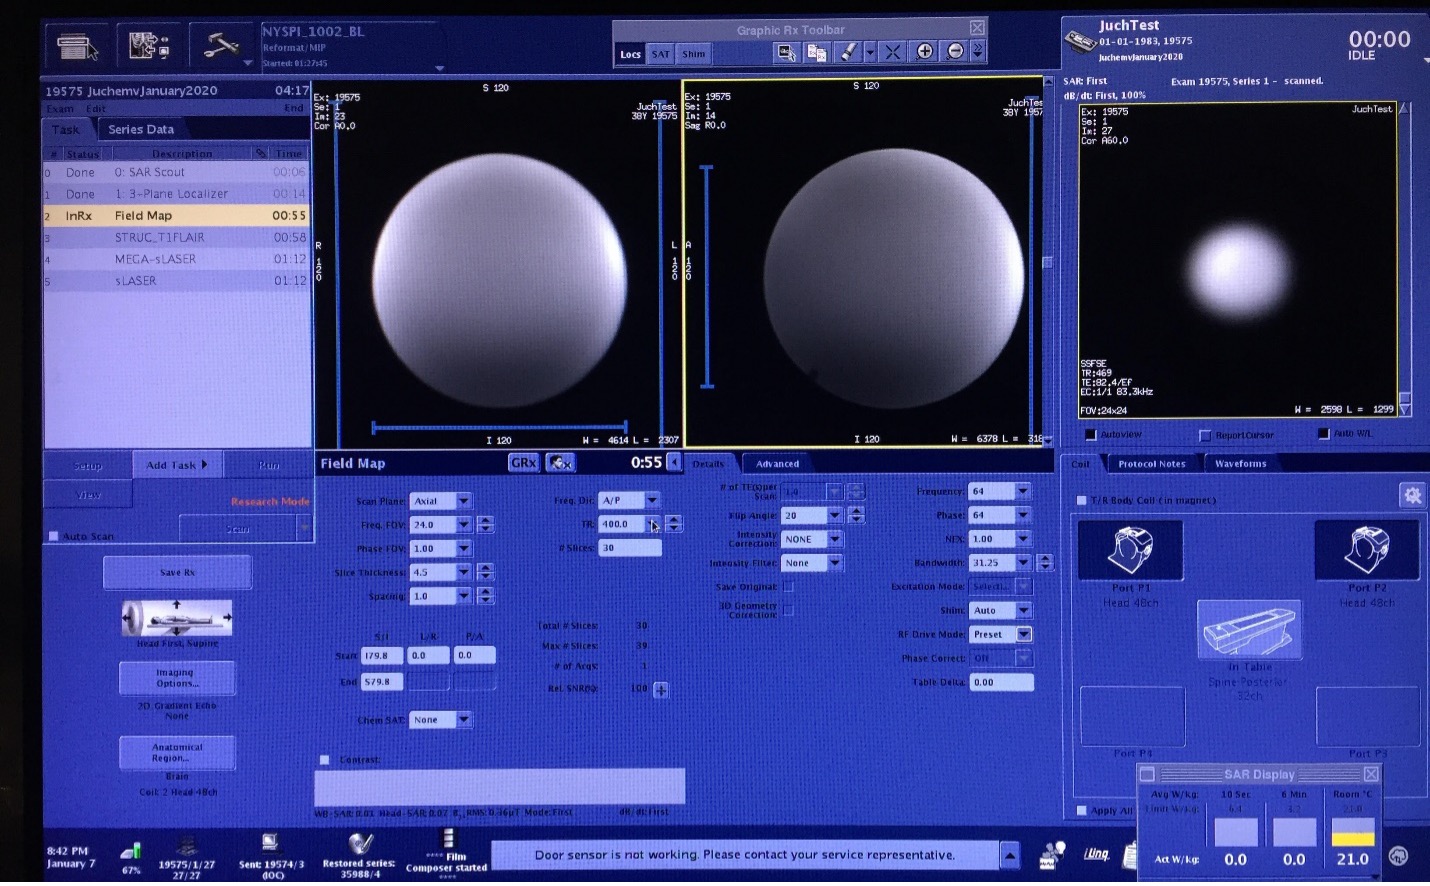 NYSPI_1002_BL
Reformat/MIP
Started: 01:27:45
Graphic Rx Toolbar
Locs SAT Shim
JuchTest
01-01-1983, 19575
JuchemvJanuary2020
00:00
IDLE
SAR: First
Exam 19575, Series 1 - scanned.
dB/dt: First, 100%
19575 JuchemvJanuary2020 04:17
Exam Edit End
Task Series Data
# Status Description Time
0 Done 0: SAR Scout 00:06
1 Done 1: 3-Plane Localizer 00:14
2 InRx Field Map 00:55
3 STRUC_T1FLAIR 00:58
4 MEGA-sLASER 01:12
5 sLASER 01:12
Setup Add Task Run
View
Research Mode
Auto Scan
Scan
Ex: 19575
Se: 1
Im: 23
Cor A0.0
S 120
JuchTest
38Y 1957
R
120
L
120
I 120
W = 4614 L = 2307
Ex: 19575
Se: 1
Im: 14
Sag R0.0
S 120
JuchTes
38Y 1957
A
120
I 120
W = 6378 L = 318
Ex: 19575
Se: 1
Im: 27
Cor A60.0
JuchTest
SSFSE
TR:469
TE:82.4/Ef
EC:1/1 83.3kHz
FOV:24x24
W = 2598 L = 1299
Autoview Report Cursor Auto W/L
Save Rx
Head First, Supine
Imaging
Options...
2D, Gradient Echo
None
Anatomical
Region...
Brain
Coil: 2 Head 48ch
Field Map GRx 0:55
Details Advanced
Scan Plane: Axial
Freq. FOV: 24.0
Phase FOV: 1.00
Slice Thickness: 4.5
Spacing: 1.0
Freq. Dir: A/P
TR: 400.0
# Slices: 30
S/I L/R P/A
Start 179.8 0.0 0.0
End S79.8
Chem SAT: None
Total # Slices: 30
Max # Slices: 39
# of Acqs: 1
Rel. SNR(%): 100
Contrast
# of TE(s)per
Scan: 1.0
Flip Angle: 20
Intensity
Correction: NONE
Intensity Filter: None
Save Original:
3D Geometry
Correction:
Frequency: 64
Phase: 64
NEX: 1.00
Bandwidth: 31.25
Excitation Mode: Selecti..
Shim: Auto
RF Drive Mode: Preset
Phase Correct: Off
Table Delta: 0.00
WB-SAR:0.01 Head-SAR:0.07 B1+RMS:0.36µT Mode:First dB/dt:First
Coil Protocol Notes Waveforms
T/R Body Coil (in magnet)
Port P1
Head 48ch
Port P2
Head 48ch
In Table
Spine Posterior
32ch
Port P4
Port P3
Apply All
SAR Display
Avg W/kg: 10 Sec 6 Min Room °C
Limit W/kg: 6.4 3.2 21.0
Act W/kg: 0.0 0.0 21.0
8:42 PM
January 7
67%
19575/1/27
27/27
Sent: 19574/3
(IOC)
Restored series:
35988/4
**** Film
Composer started
****
Door sensor is not working. Please contact your service representative.
iLinq